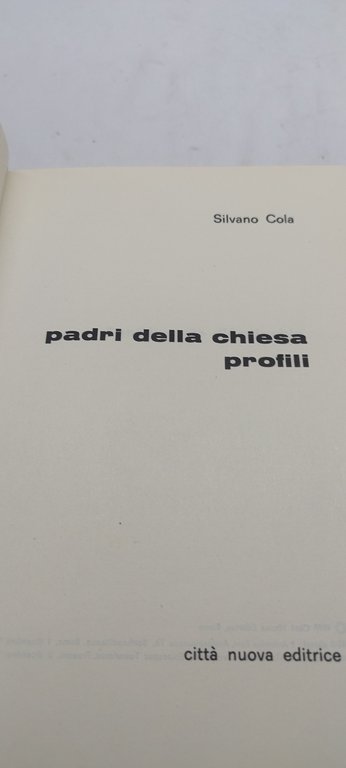 Silvano Cola
padri della chiesa
profili
città nuova editrice